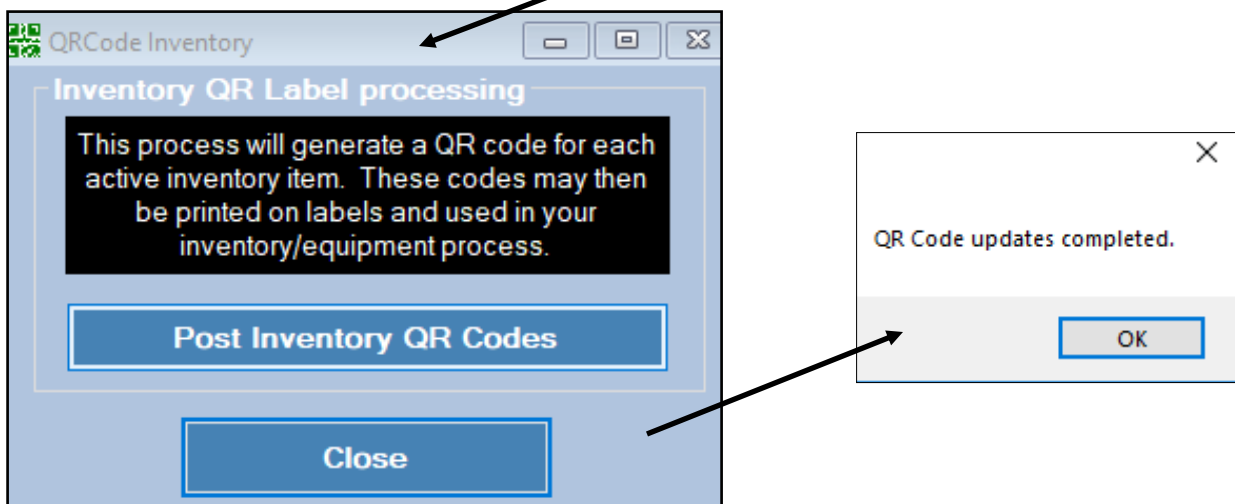 QRCode Inventory
Inventory QR Label processing
This process will generate a QR code for each
active inventory item.  These codes may then
be printed on labels and used in your
inventory/equipment process.
Post Inventory QR Codes
Close
QR Code updates completed.
OK